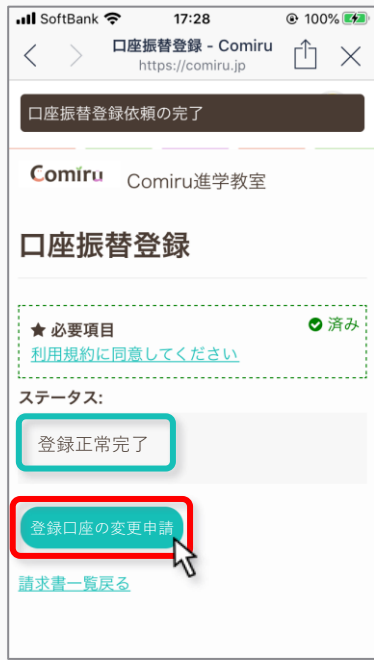 SoftBank 17:28 100%
口座振替登録 - Comiru
https://comiru.jp
口座振替登録依頼の完了
Comiru Comiru進学教室
口座振替登録
★ 必要項目 済み
利用規約に同意してください
ステータス:
登録正常完了
登録口座の変更申請
請求書一覧戻る